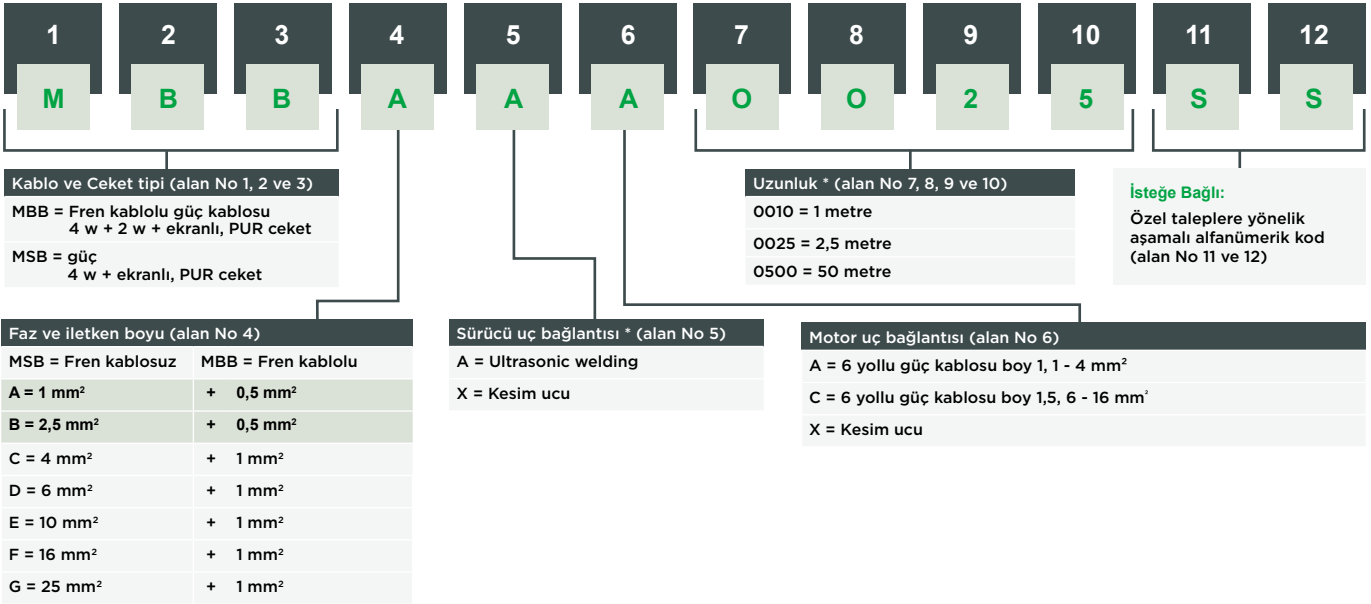 1 2 3 4 5 6 7 8 9 10 11 12
M B B A A A O O 2 5 S S
Kablo ve Ceket tipi (alan No 1, 2 ve 3)
MBB = Fren kablolu güç kablosu
4 w + 2 w + ekranlı, PUR ceket
MSB = güç
4 w + ekranlı, PUR ceket
Uzunluk * (alan No 7, 8, 9 ve 10)
0010 = 1 metre
0025 = 2,5 metre
0500 = 50 metre
İsteğe Bağlı:
Özel taleplere yönelik
aşamalı alfanümerik kod
(alan No 11 ve 12)
Faz ve iletken boyu (alan No 4)
MSB = Fren kablosuz MBB = Fren kablolu
A = 1 mm² + 0,5 mm²
B = 2,5 mm² + 0,5 mm²
C = 4 mm² + 1 mm²
D = 6 mm² + 1 mm²
E = 10 mm² + 1 mm²
F = 16 mm² + 1 mm²
G = 25 mm² + 1 mm²
Sürücü uç bağlantısı * (alan No 5)
A = Ultrasonic welding
X = Kesim ucu
Motor uç bağlantısı (alan No 6)
A = 6 yollu güç kablosu boy 1, 1 - 4 mm²
C = 6 yollu güç kablosu boy 1,5, 6 - 16 mm²
X = Kesim ucu